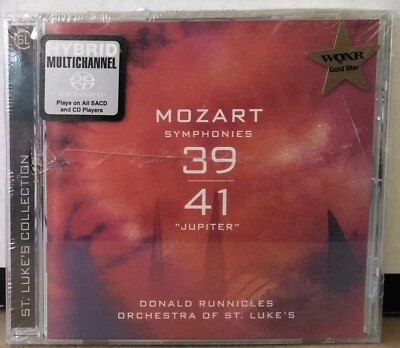 SL
HYBRID
MULTICHANNEL
Plays on All SACD
and CD Players
WQXR
Gold Star
MOZART
SYMPHONIES
39
41
"JUPITER"
DONALD RUNNICLES
ORCHESTRA OF ST. LUKE'S
ST. LUKE'S COLLECTION